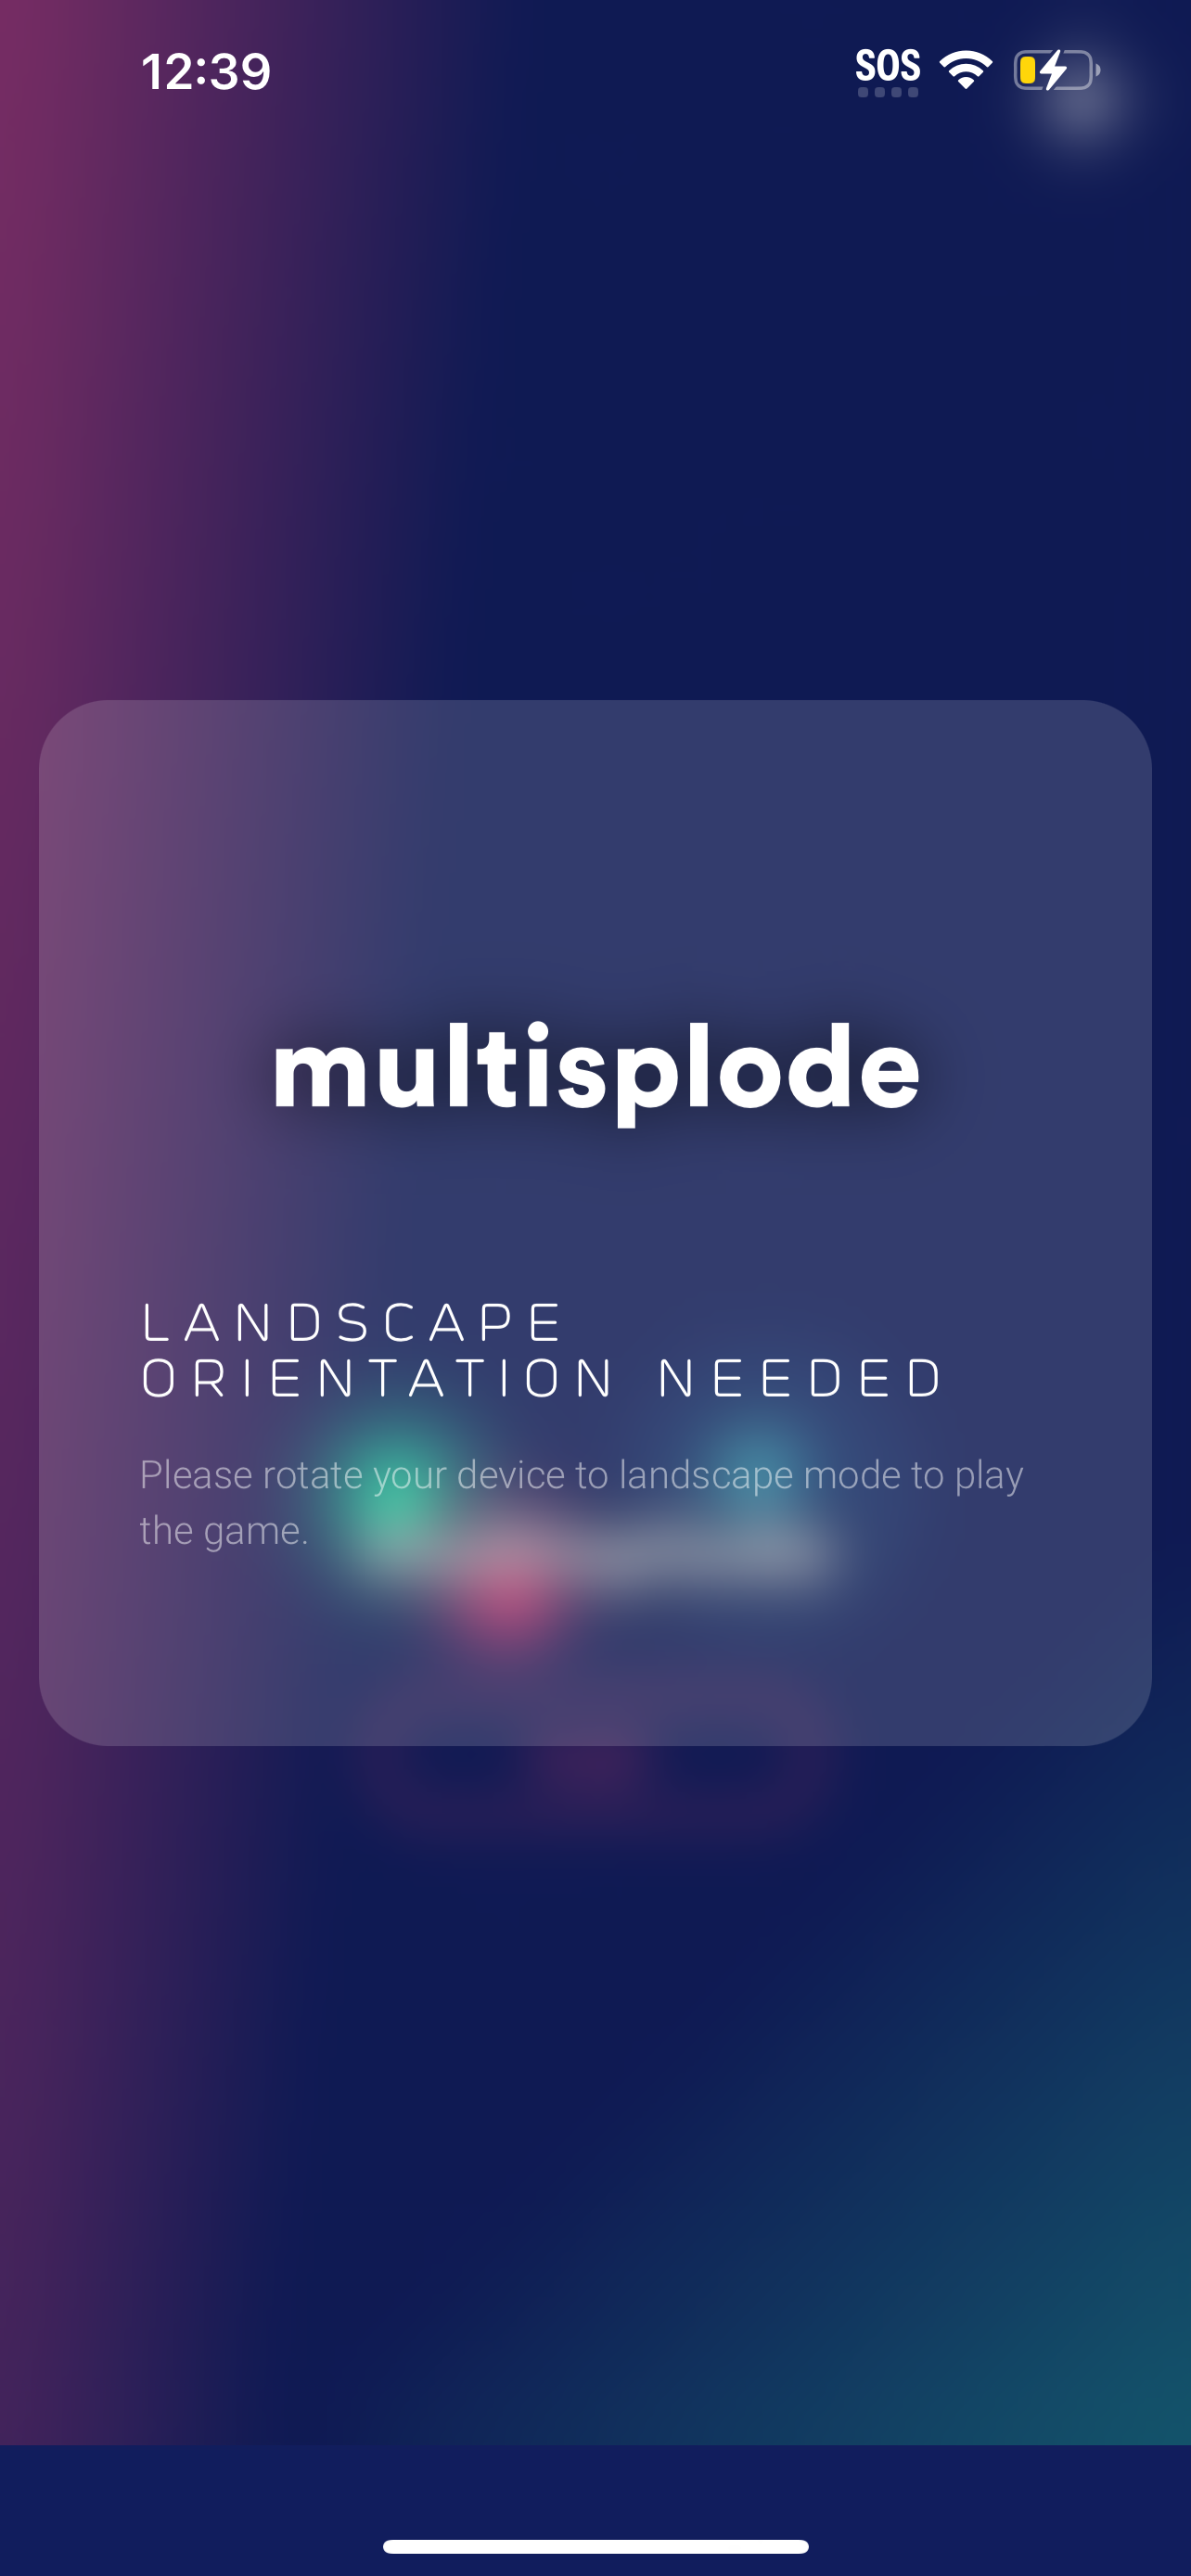 12:39 SOS
multisplode
LANDSCAPE
ORIENTATION NEEDED
Please rotate your device to landscape mode to play
the game.